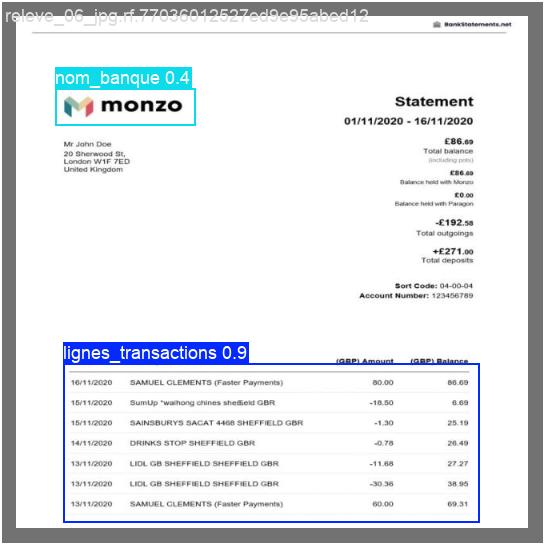 releve_06_jpg.rf.77036012527ed9e95abed12
BankStatements.net
nom_banque 0.4
monzo
Statement
01/11/2020 - 16/11/2020
Mr John Doe
20 Sherwood St,
London W1F 7ED
United Kingdom
£86.69
Total balance
(including pots)
£86.69
Balance held with Monzo
£0.00
Balance held with Paragon
-£192.58
Total outgoings
+£271.00
Total deposits
Sort Code: 04-00-04
Account Number: 123456789
lignes_transactions 0.9
(GBP) Amount (GBP) Balance
16/11/2020 SAMUEL CLEMENTS (Faster Payments) 80.00 86.69
15/11/2020 SumUp *waihong chines sheffield GBR -18.50 6.69
15/11/2020 SAINSBURYS SACAT 4468 SHEFFIELD GBR -1.30 25.19
14/11/2020 DRINKS STOP SHEFFIELD GBR -0.78 26.49
13/11/2020 LIDL GB SHEFFIELD SHEFFIELD GBR -11.68 27.27
13/11/2020 LIDL GB SHEFFIELD SHEFFIELD GBR -30.36 38.95
13/11/2020 SAMUEL CLEMENTS (Faster Payments) 60.00 69.31